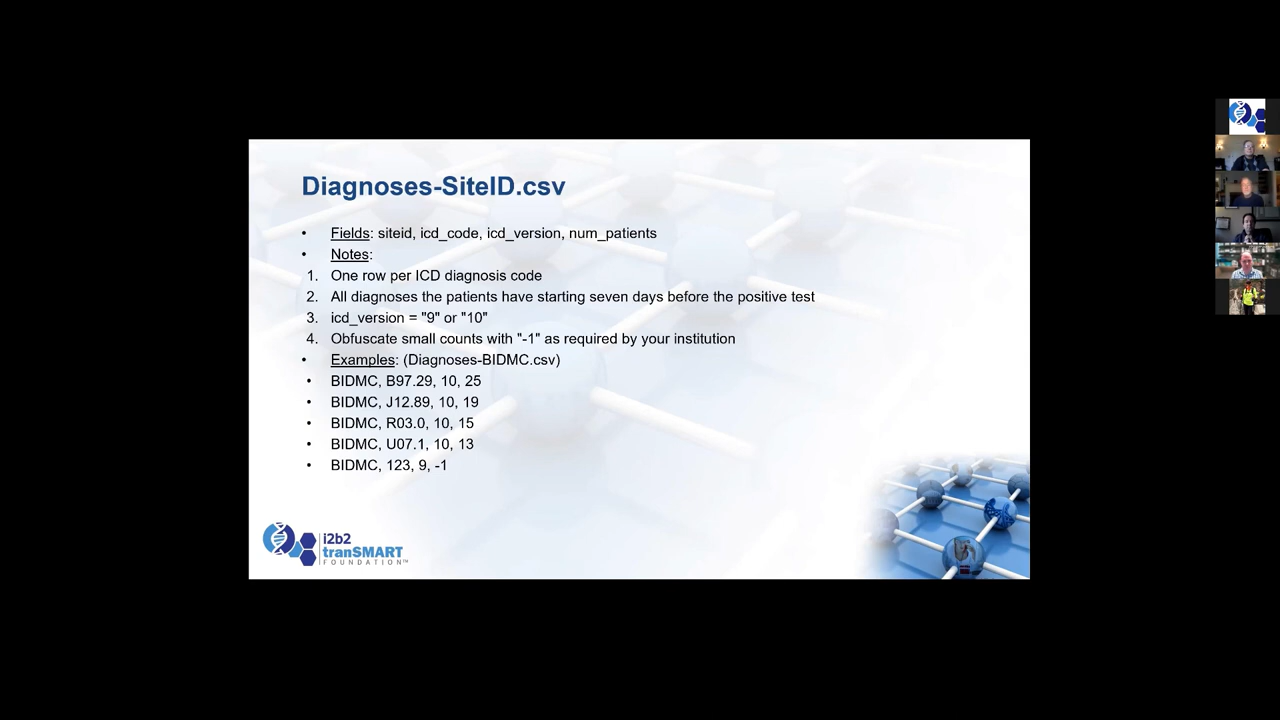 Diagnoses-SiteID.csv
• Fields: siteid, icd_code, icd_version, num_patients
• Notes:
1. One row per ICD diagnosis code
2. All diagnoses the patients have starting seven days before the positive test
3. icd_version = "9" or "10"
4. Obfuscate small counts with "-1" as required by your institution
• Examples: (Diagnoses-BIDMC.csv)
• BIDMC, B97.29, 10, 25
• BIDMC, J12.89, 10, 19
• BIDMC, R03.0, 10, 15
• BIDMC, U07.1, 10, 13
• BIDMC, 123, 9, -1
i2b2
tranSMART
FOUNDATION™